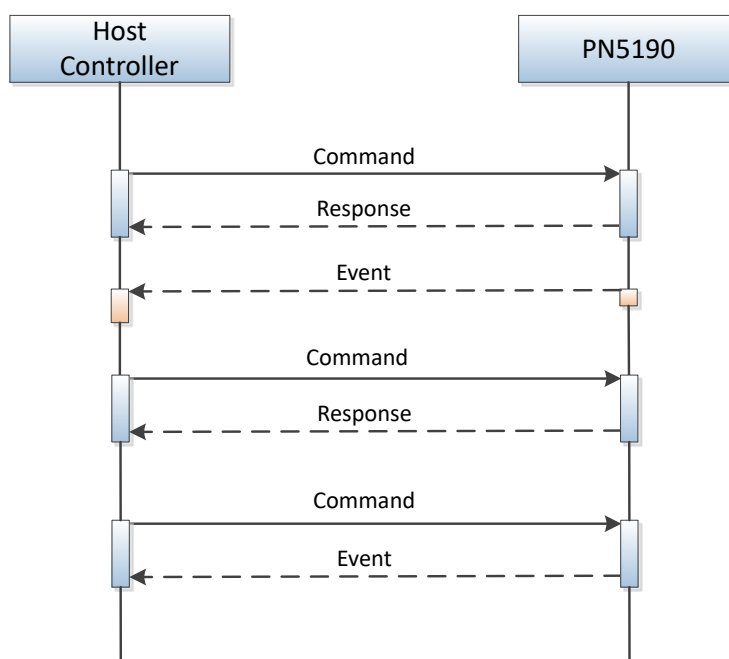 Host
Controller
PN5190
Command
Response
Event
Command
Response
Command
Event